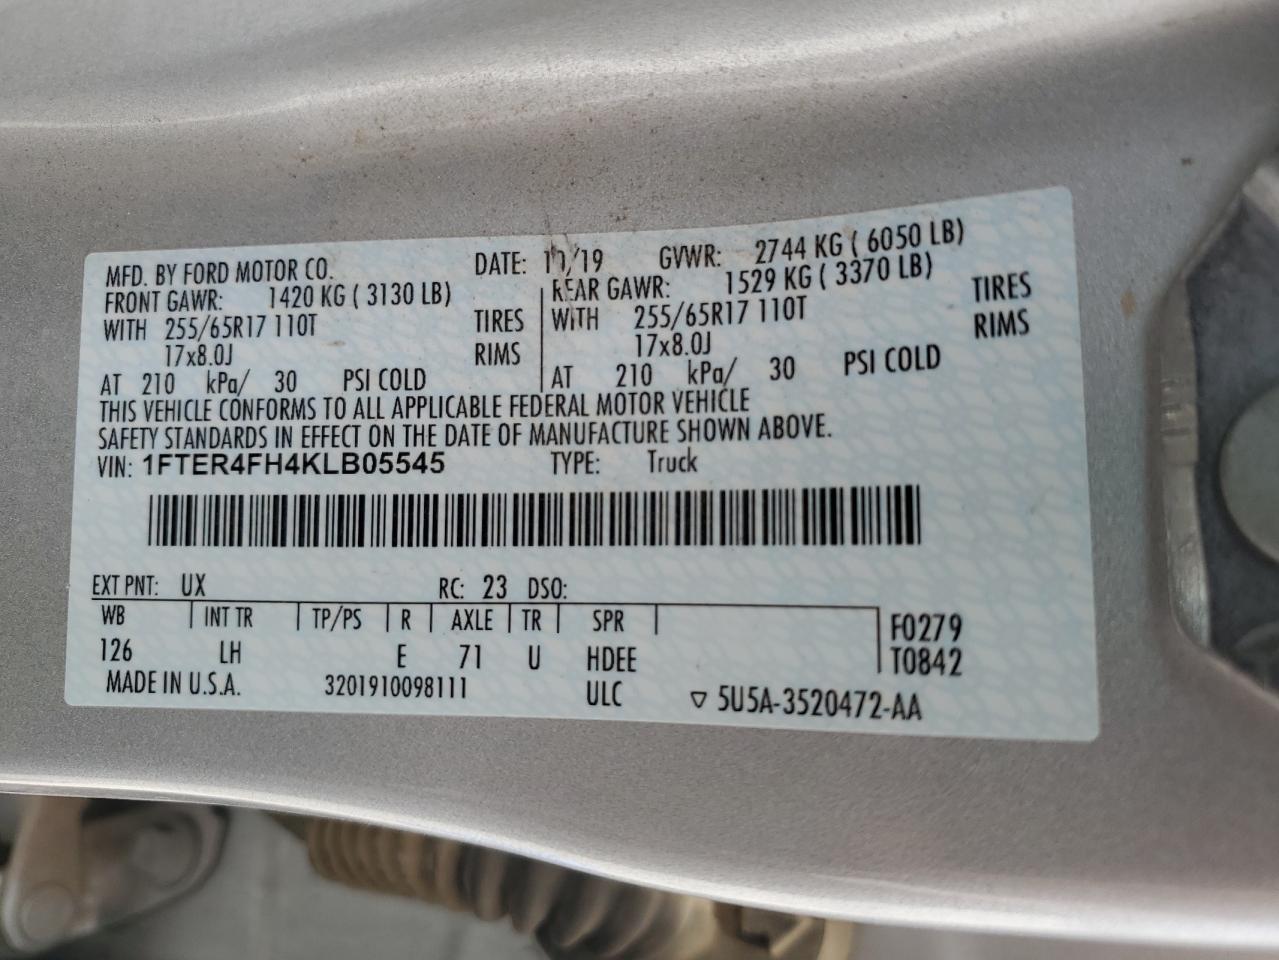 MFD. BY FORD MOTOR CO. DATE: /19 GVWR: 2744 KG ( 6050 LB)
FRONT GAWR: 1420 KG ( 3130 LB) REAR GAWR: 1529 KG ( 3370 LB)
WITH 255/65R17 110T TIRES WITH 255/65R17 110T TIRES
17x8.0J RIMS 17x8.0J RIMS
AT 210 kPa/ 30 PSI COLD AT 210 kPa/ 30 PSI COLD
THIS VEHICLE CONFORMS TO ALL APPLICABLE FEDERAL MOTOR VEHICLE
SAFETY STANDARDS IN EFFECT ON THE DATE OF MANUFACTURE SHOWN ABOVE.
VIN: 1FTER4FH4KLB05545 TYPE: Truck
EXT PNT: UX RC: 23 DSO:
WB INT TR TP/PS R AXLE TR SPR F0279
126 LH E 71 U HDEE T0842
MADE IN U.S.A. 3201910098111 ULC ▽ 5U5A-3520472-AA